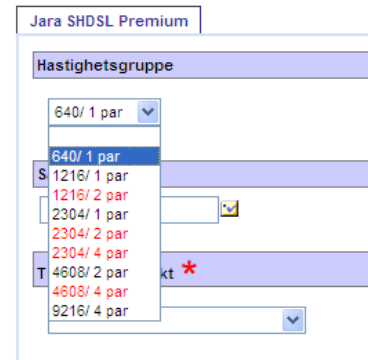 Jara SHDSL Premium
Hastighetsgruppe
640/ 1 par
640/ 1 par
S
1216/ 1 par
1216/ 2 par
2304/ 1 par
2304/ 2 par
2304/ 4 par
T 4608/ 2 par kt *
4608/ 4 par
9216/ 4 par